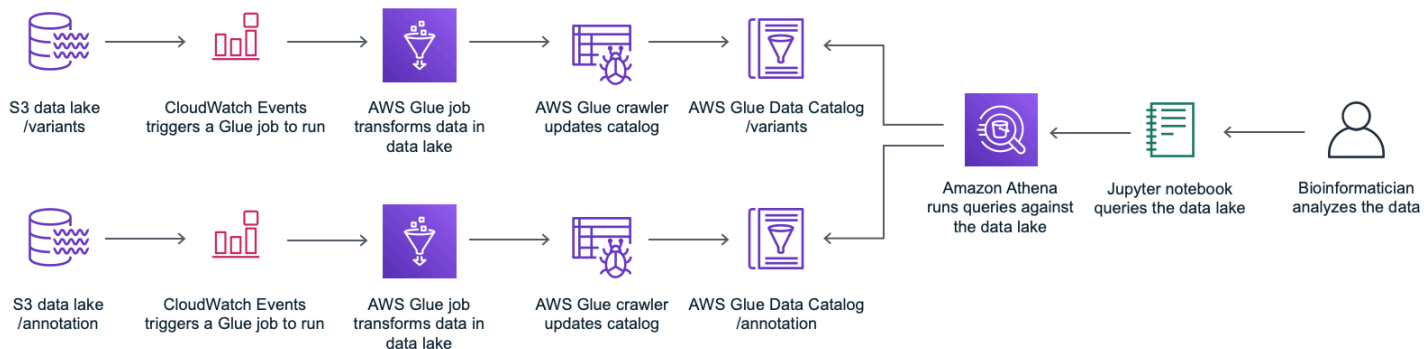 S3 data lake
/variants
CloudWatch Events
triggers a Glue job to run
AWS Glue job
transforms data in
data lake
AWS Glue crawler
updates catalog
AWS Glue Data Catalog
/variants
Amazon Athena
runs queries against
the data lake
Jupyter notebook
queries the data lake
Bioinformatician
analyzes the data
S3 data lake
/annotation
CloudWatch Events
triggers a Glue job to run
AWS Glue job
transforms data in
data lake
AWS Glue crawler
updates catalog
AWS Glue Data Catalog
/annotation